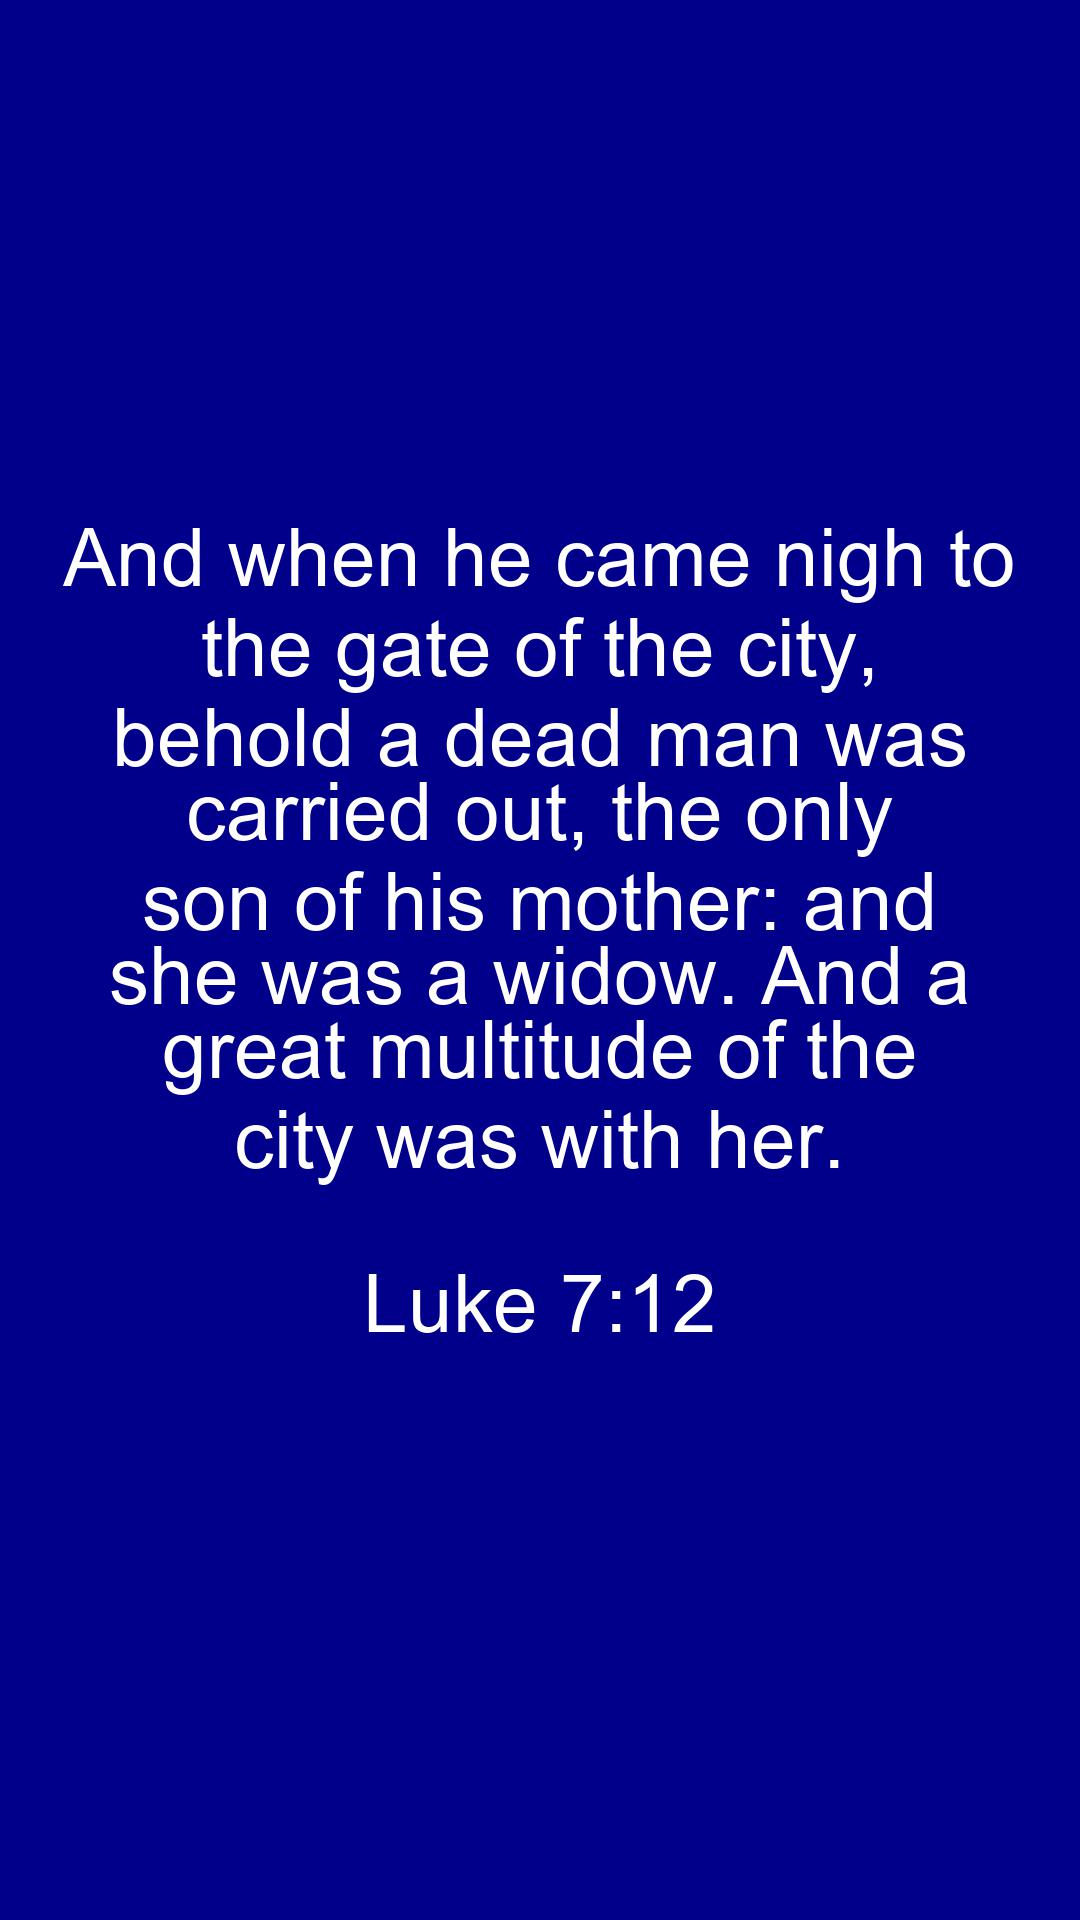 And when he came nigh to
the gate of the city,
behold a dead man was
carried out, the only
son of his mother: and
she was a widow. And a
great multitude of the
city was with her.
Luke 7:12